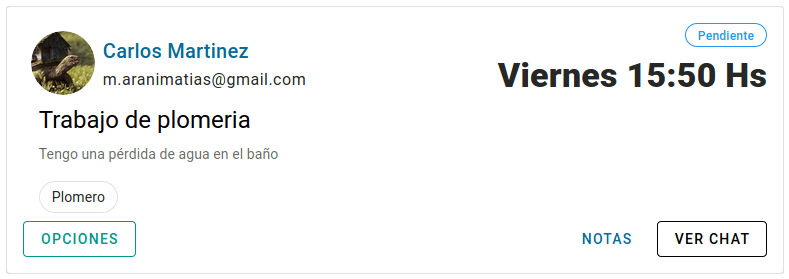 Carlos Martinez
m.aranimatias@gmail.com
Pendiente
Viernes 15:50 Hs
Trabajo de plomeria
Tengo una pérdida de agua en el baño
Plomero
OPCIONES
NOTAS
VER CHAT